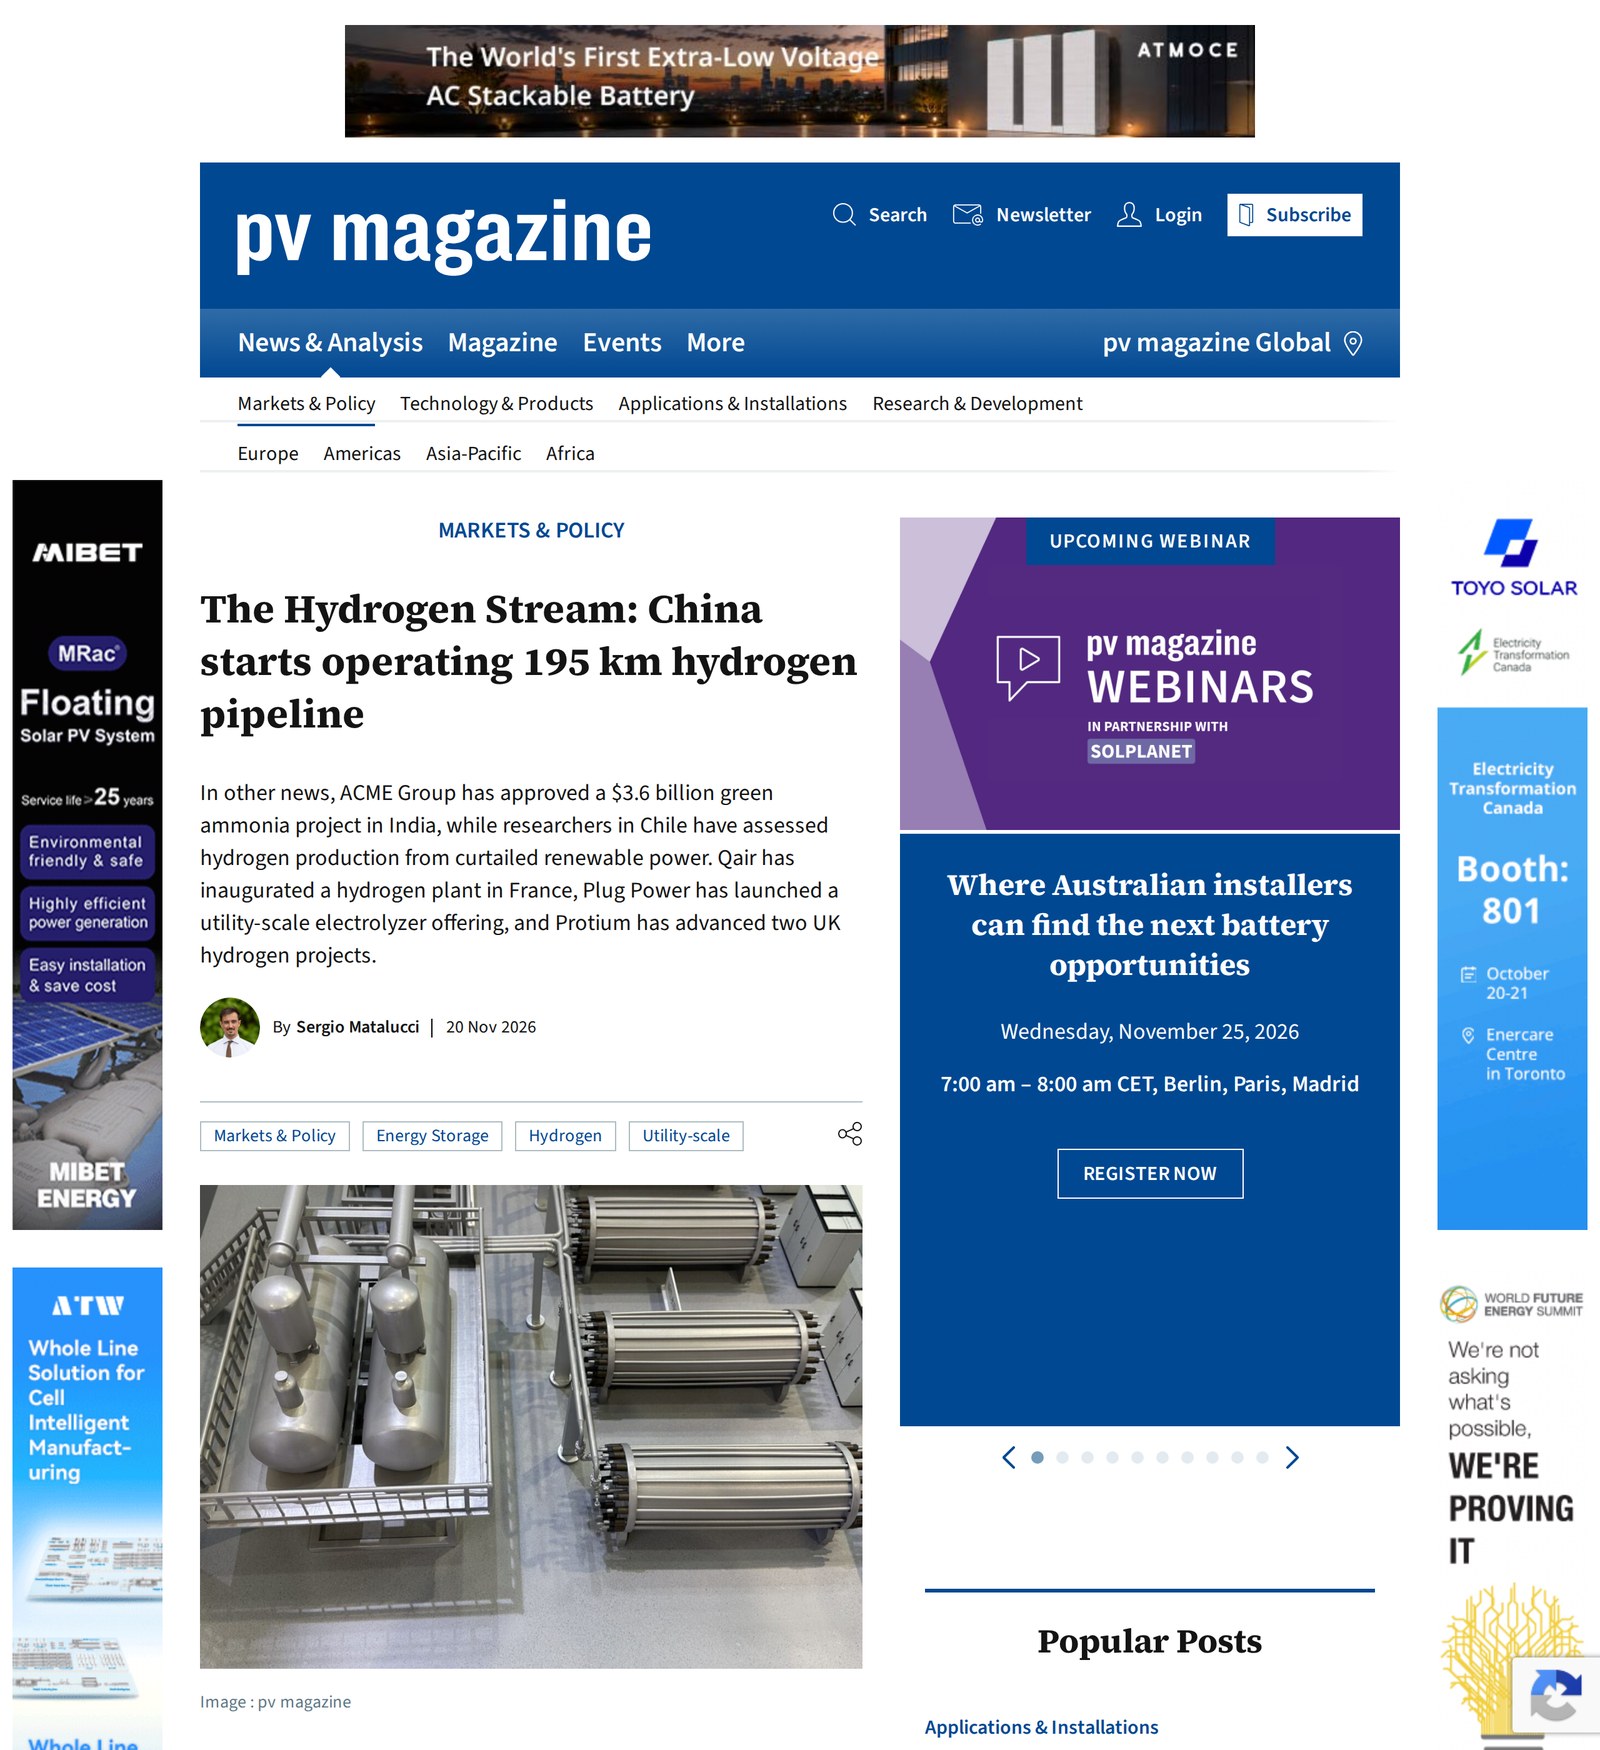 The World's First Extra-Low Voltage
AC Stackable Battery
ATMOCE
pv magazine
Search
Newsletter
Login
Subscribe
News & Analysis
Magazine
Events
More
pv magazine Global
Markets & Policy
Technology & Products
Applications & Installations
Research & Development
Europe
Americas
Asia-Pacific
Africa
MIBET
MRac
Floating
Solar PV System
Service life > 25 years
Environmental
friendly & safe
Highly efficient
power generation
Easy installation
& save cost
MIBET
ENERGY
ATW
Whole Line
Solution for
Cell
Intelligent
Manufact-
uring
Whole Line
MARKETS & POLICY
The Hydrogen Stream: China
starts operating 195 km hydrogen
pipeline
In other news, ACME Group has approved a $3.6 billion green
ammonia project in India, while researchers in Chile have assessed
hydrogen production from curtailed renewable power. Qair has
inaugurated a hydrogen plant in France, Plug Power has launched a
utility-scale electrolyzer offering, and Protium has advanced two UK
hydrogen projects.
By Sergio Matalucci | 20 Nov 2026
Markets & Policy
Energy Storage
Hydrogen
Utility-scale
Image : pv magazine
UPCOMING WEBINAR
pv magazine
WEBINARS
IN PARTNERSHIP WITH
SOLPLANET
Where Australian installers
can find the next battery
opportunities
Wednesday, November 25, 2026
7:00 am – 8:00 am CET, Berlin, Paris, Madrid
REGISTER NOW
Popular Posts
Applications & Installations
TOYO SOLAR
Electricity
Transformation
Canada
Electricity
Transformation
Canada
Booth:
801
October
20-21
Enercare
Centre
in Toronto
WORLD FUTURE
ENERGY SUMMIT
We're not
asking
what's
possible,
WE'RE
PROVING
IT